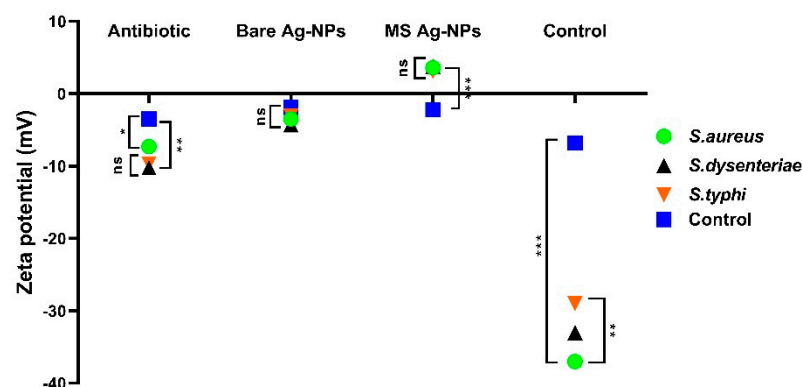 Antibiotic Bare Ag-NPs MS Ag-NPs Control
Zeta potential (mV)
10
0
-10
-20
-30
-40
*
**
ns
ns
ns
***
***
**
S.aureus
S.dysenteriae
S.typhi
Control